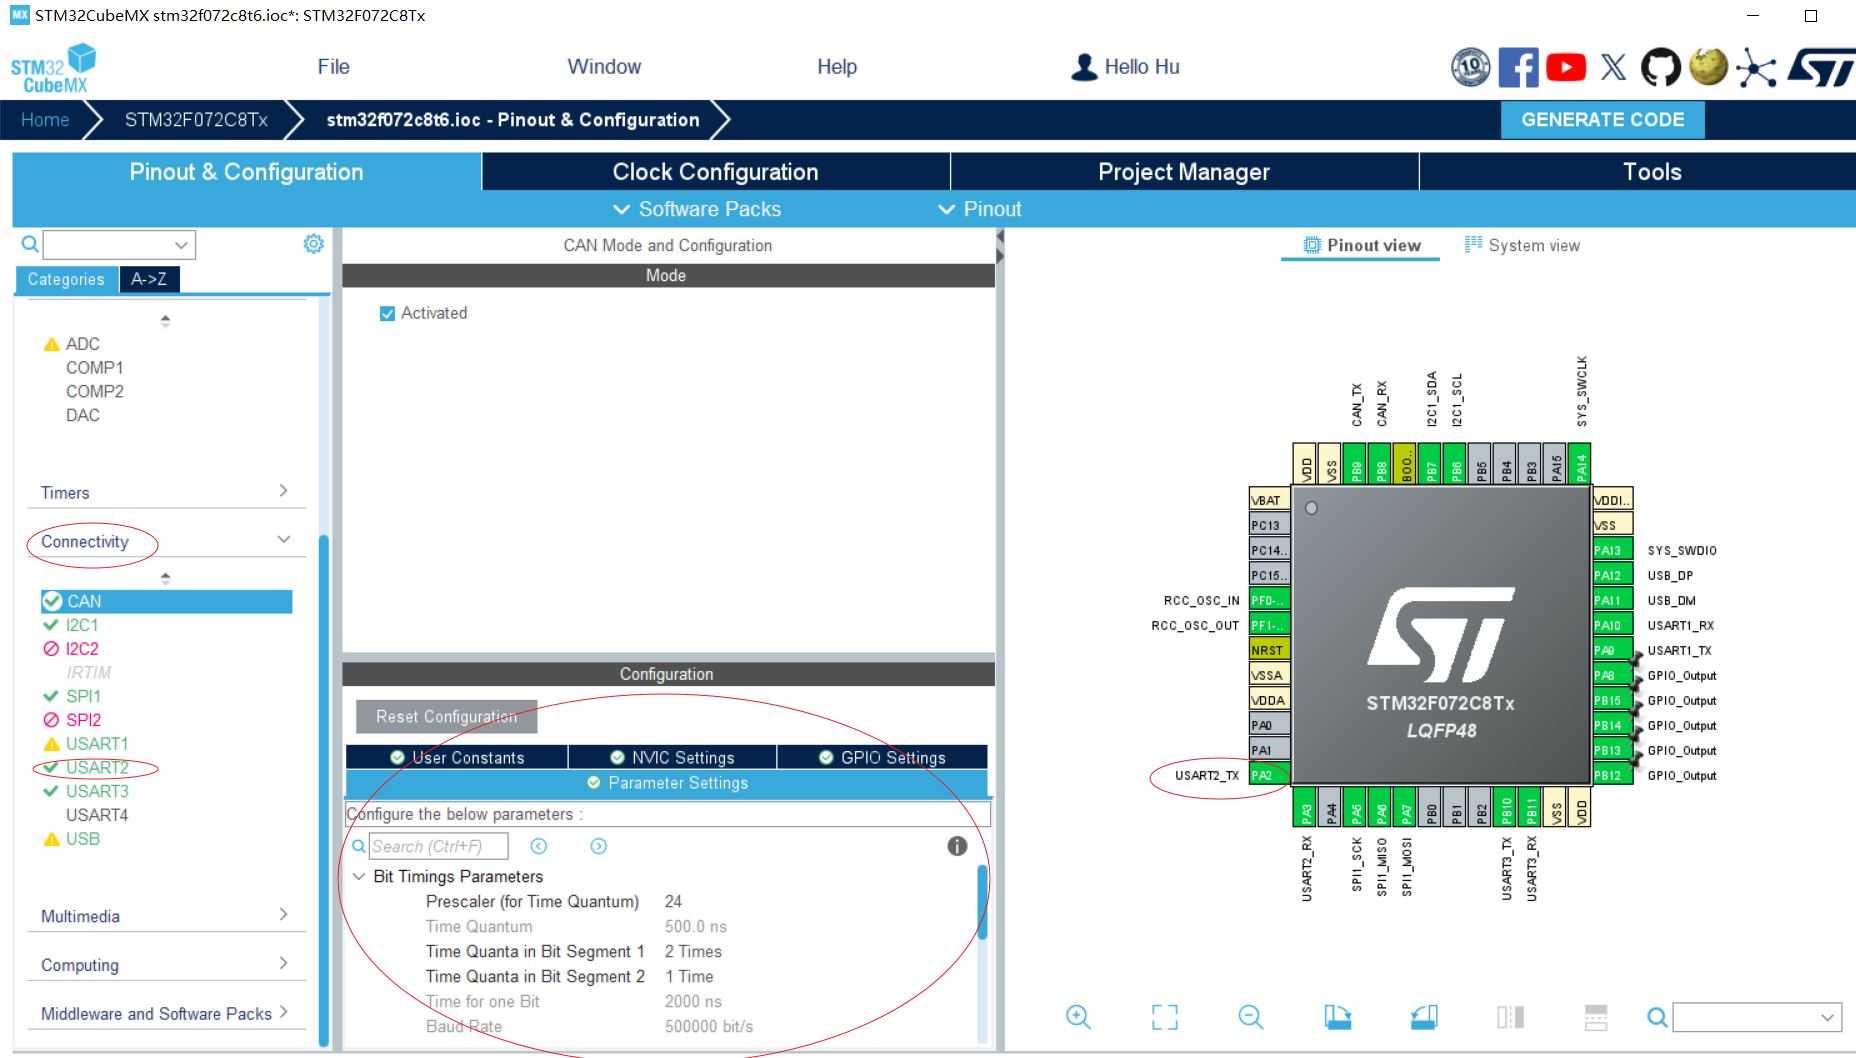 MX STM32CubeMX stm32f072c8t6.ioc*: STM32F072C8Tx
STM32 CubeMX
File
Window
Help
Hello Hu
10
Home
STM32F072C8Tx
stm32f072c8t6.ioc - Pinout & Configuration
GENERATE CODE
Pinout & Configuration
Clock Configuration
Project Manager
Tools
Software Packs
Pinout
Categories
A->Z
ADC
COMP1
COMP2
DAC
Timers
Connectivity
CAN
I2C1
I2C2
IRTIM
SPI1
SPI2
USART1
USART2
USART3
USART4
USB
Multimedia
Computing
Middleware and Software Packs
CAN Mode and Configuration
Mode
Activated
Configuration
Reset Configuration
User Constants
NVIC Settings
GPIO Settings
Parameter Settings
Configure the below parameters :
Search (Ctrl+F)
Bit Timings Parameters
Prescaler (for Time Quantum) 24
Time Quantum 500.0 ns
Time Quanta in Bit Segment 1 2 Times
Time Quanta in Bit Segment 2 1 Time
Time for one Bit 2000 ns
Baud Rate 500000 bit/s
Pinout view
System view
CAN_TX
CAN_RX
I2C1_SDA
I2C1_SCL
SYS_SWCLK
VDD
VSS
PB9
PB8
BOO..
PB7
PB6
PB5
PB4
PB3
PA15
PA14
VBAT
PC13
PC14..
PC15..
RCC_OSC_IN PF0-..
RCC_OSC_OUT PF1-..
NRST
VSSA
VDDA
PA0
PA1
USART2_TX PA2
STM32F072C8Tx
LQFP48
VDDI..
VSS
PA13 SYS_SWDIO
PA12 USB_DP
PA11 USB_DM
PA10 USART1_RX
PA9 USART1_TX
PA8 GPIO_Output
PB15 GPIO_Output
PB14 GPIO_Output
PB13 GPIO_Output
PB12 GPIO_Output
PA3
PA4
PA5
PA6
PA7
PB0
PB1
PB2
PB10
PB11
VSS
VDD
USART2_RX
SPI1_SCK
SPI1_MISO
SPI1_MOSI
USART3_TX
USART3_RX